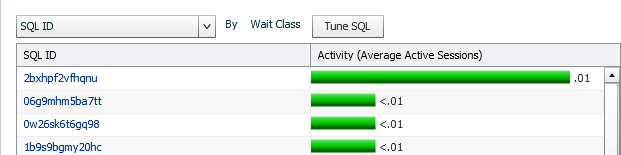 SQL ID By Wait Class Tune SQL
SQL ID Activity (Average Active Sessions)
2bxhpf2vfhqnu .01
06g9mhm5ba7tt <.01
0w26sk6t6gq98 <.01
1b9s9bgmy20hc <.01